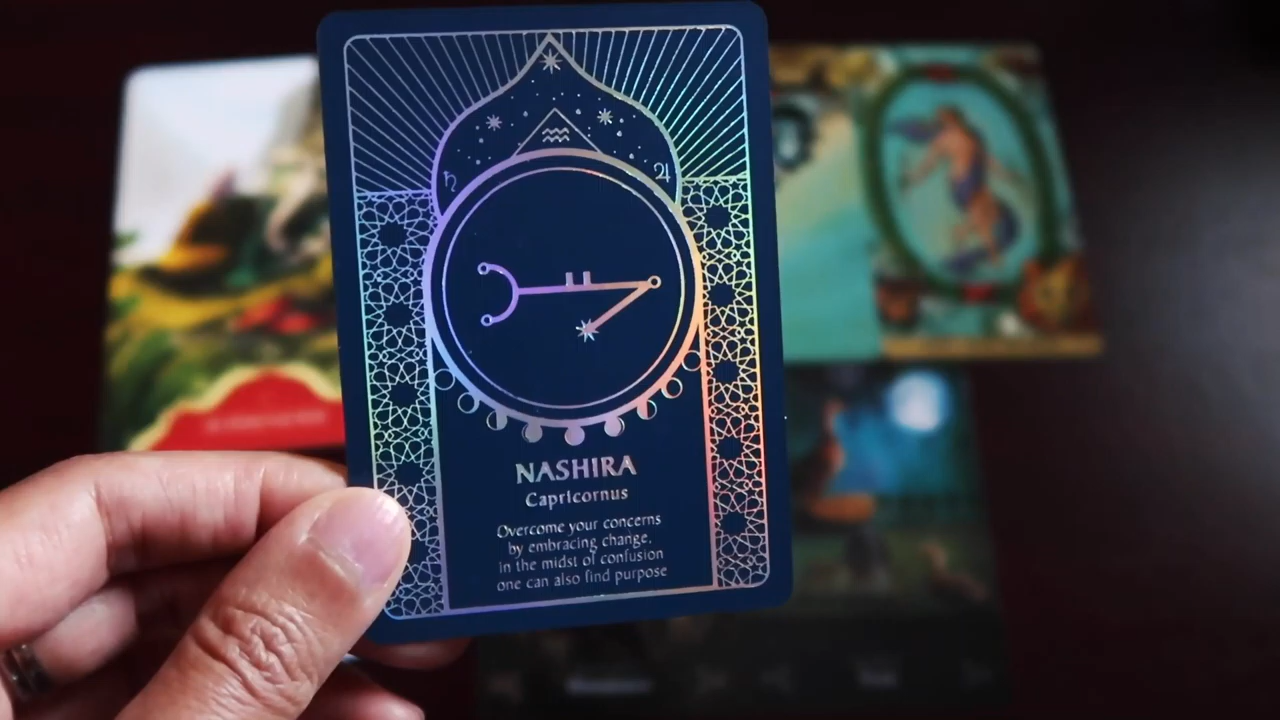 NASHIRA
Capricornus
Overcome your concerns
by embracing change,
in the midst of confusion
one can also find purpose